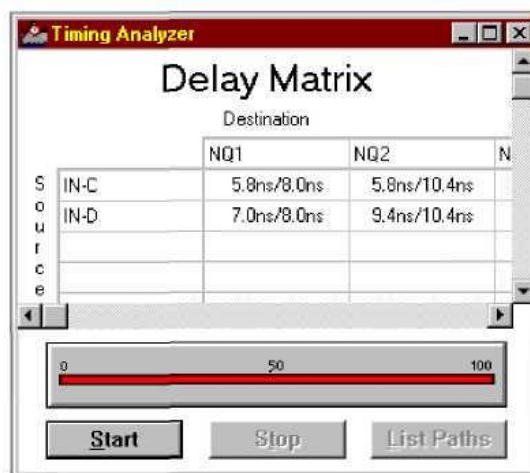 Timing Analyzer
Delay Matrix
Destination
NQ1 NQ2 N
Source
IN-C 5.8ns/8.0ns 5.8ns/10.4ns
IN-D 7.0ns/8.0ns 9.4ns/10.4ns
0 50 100
Start Stop List Paths